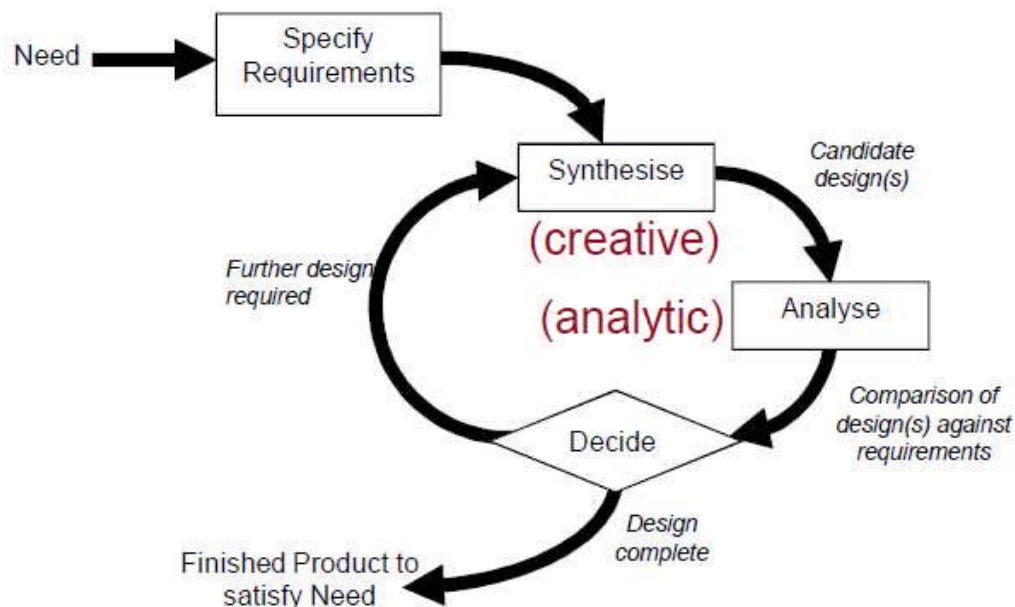 Need
Specify
Requirements
Synthesise
Candidate
design(s)
(creative)
Further design
required
(analytic)
Analyse
Comparison of
design(s) against
requirements
Decide
Design
complete
Finished Product to
satisfy Need